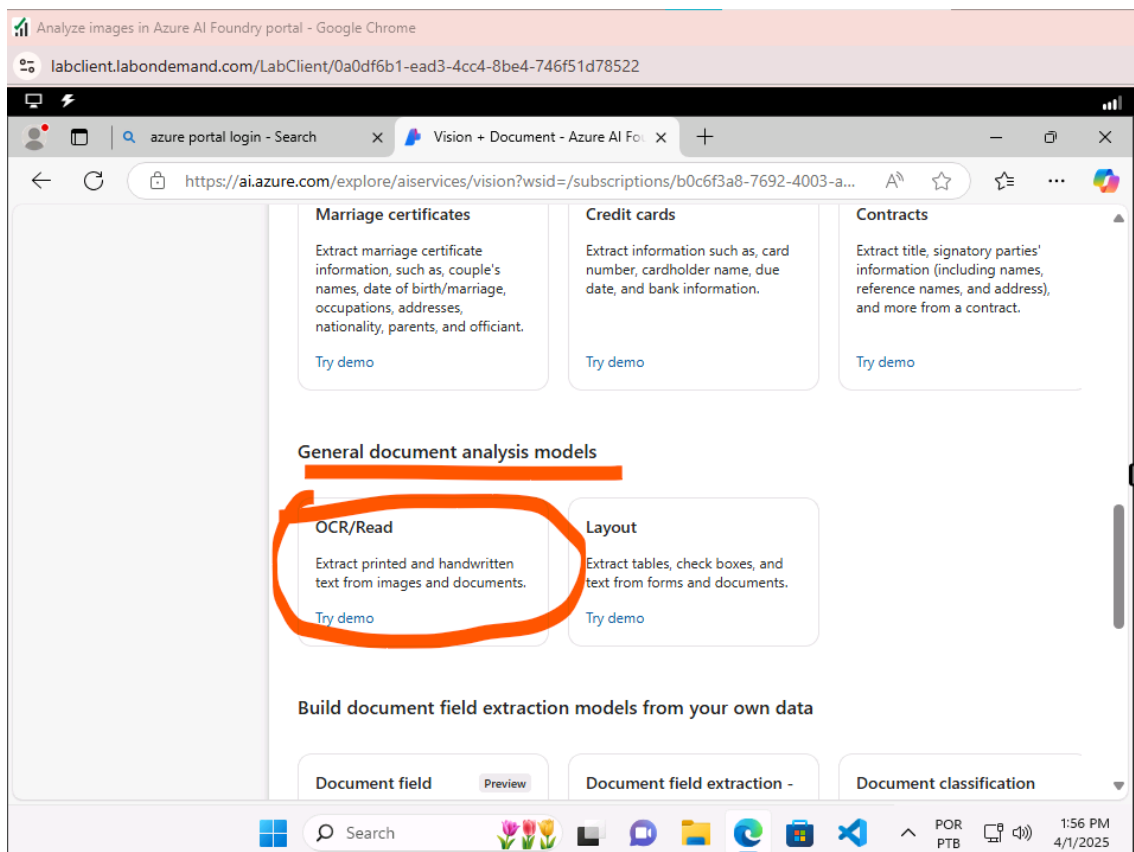 Analyze images in Azure AI Foundry portal - Google Chrome
labclient.labondemand.com/LabClient/0a0df6b1-ead3-4cc4-8be4-746f51d78522
azure portal login - Search
Vision + Document - Azure AI Fou
https://ai.azure.com/explore/aiservices/vision?wsid=/subscriptions/b0c6f3a8-7692-4003-a...
Marriage certificates
Extract marriage certificate
information, such as, couple's
names, date of birth/marriage,
occupations, addresses,
nationality, parents, and officiant.
Try demo
Credit cards
Extract information such as, card
number, cardholder name, due
date, and bank information.
Try demo
Contracts
Extract title, signatory parties'
information (including names,
reference names, and address),
and more from a contract.
Try demo
General document analysis models
OCR/Read
Extract printed and handwritten
text from images and documents.
Try demo
Layout
Extract tables, check boxes, and
text from forms and documents.
Try demo
Build document field extraction models from your own data
Document field
Preview
Document field extraction -
Document classification
Search
POR
PTB
1:56 PM
4/1/2025